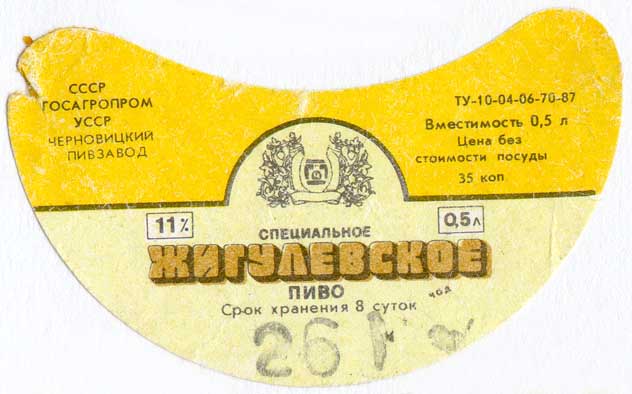 СССР
ГОСАГРОПРОМ
УССР
ЧЕРНОВИЦКИЙ
ПИВЗАВОД
ТУ-10-04-06-70-87
Вместимость 0,5 л
Цена без
стоимости посуды
35 коп
11%
0,5л
СПЕЦИАЛЬНОЕ
ЖИГУЛЕВСКОЕ
ПИВО
Срок хранения 8 суток
26